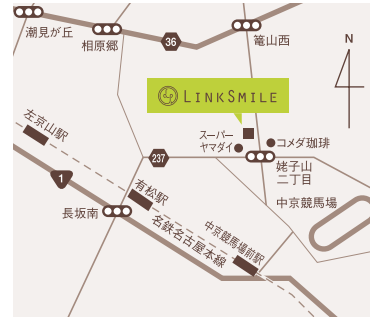 潮見が丘
相原郷
36
篭山西
N
LINKSMILE
左京山駅
スーパー
ヤマダイ
コメダ珈琲
237
姥子山
二丁目
1
有松駅
中京競馬場
長坂南
名鉄名古屋本線
中京競馬場前駅